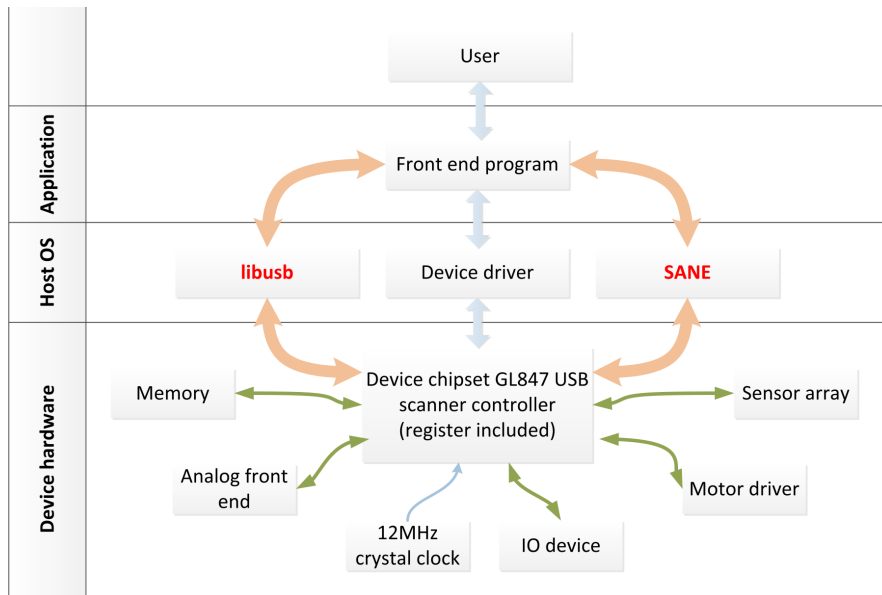 User
Application
Front end program
Host OS
libusb
Device driver
SANE
Device hardware
Device chipset GL847 USB
scanner controller
(register included)
Memory
Sensor array
Analog front
end
Motor driver
12MHz
crystal clock
IO device